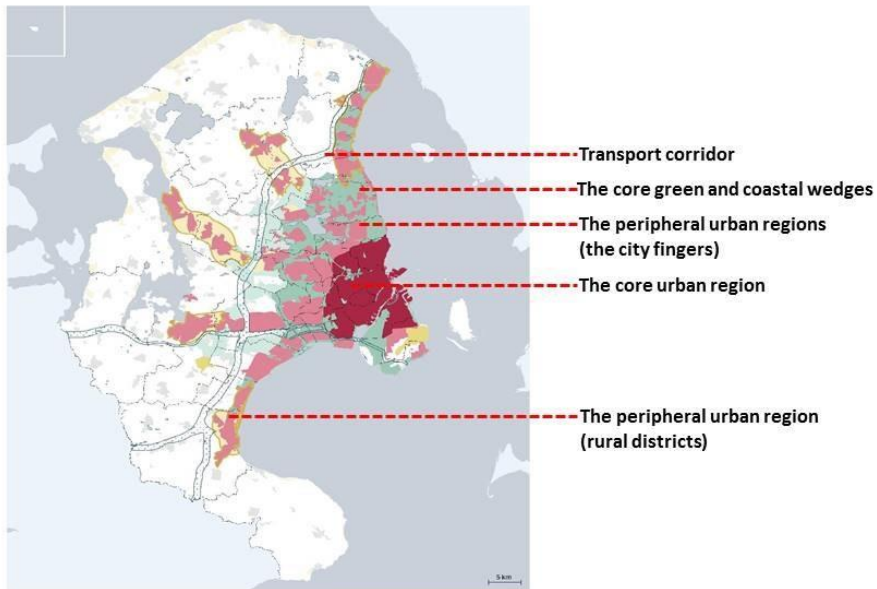 Transport corridor
The core green and coastal wedges
The peripheral urban regions
(the city fingers)
The core urban region
The peripheral urban region
(rural districts)
5 km